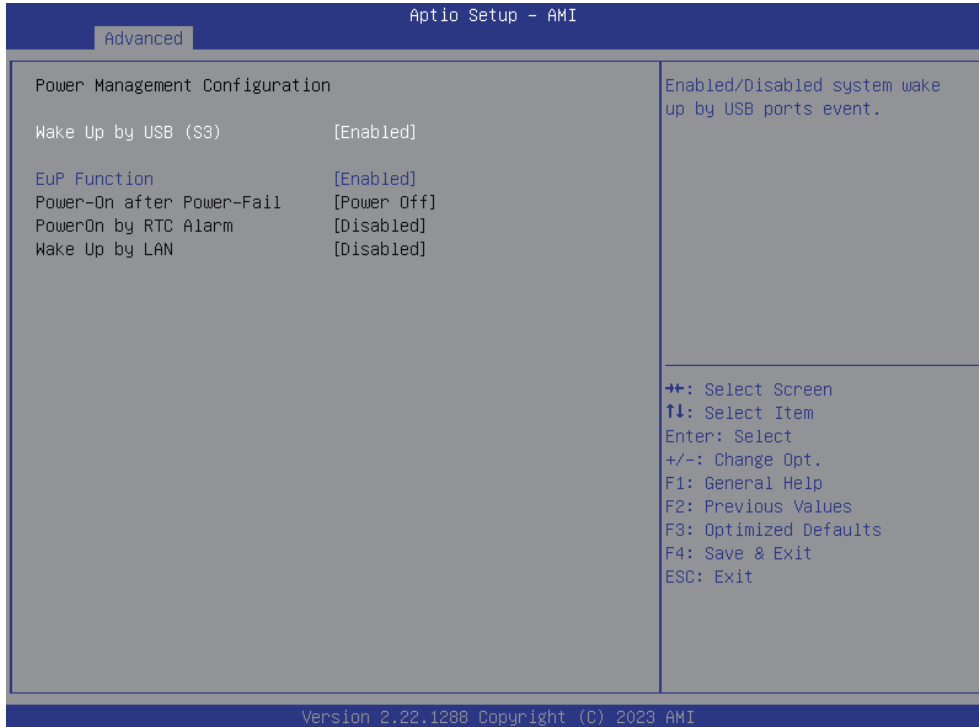 Aptio Setup – AMI
Advanced
Power Management Configuration
Wake Up by USB (S3) [Enabled]
EuP Function [Enabled]
Power-On after Power-Fail [Power Off]
PowerOn by RTC Alarm [Disabled]
Wake Up by LAN [Disabled]
Enabled/Disabled system wake
up by USB ports event.
→←: Select Screen
↑↓: Select Item
Enter: Select
+/-: Change Opt.
F1: General Help
F2: Previous Values
F3: Optimized Defaults
F4: Save & Exit
ESC: Exit
Version 2.22.1288 Copyright (C) 2023 AMI